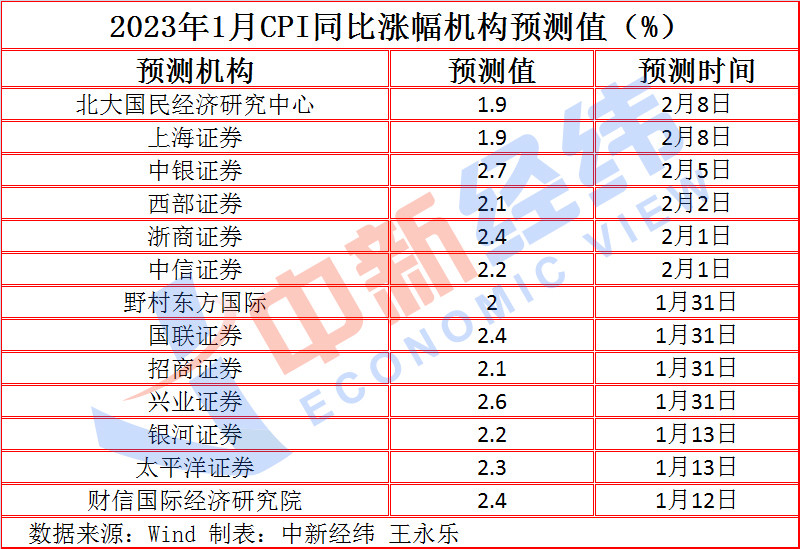 2023年1月CPI同比涨幅机构预测值（%）
预测机构 预测值 预测时间
北大国民经济研究中心 1.9 2月8日
上海证券 1.9 2月8日
中银证券 2.7 2月5日
西部证券 2.1 2月2日
浙商证券 2.4 2月1日
中信证券 2.2 2月1日
野村东方国际 2 1月31日
国联证券 2.4 1月31日
招商证券 2.1 1月31日
兴业证券 2.6 1月31日
银河证券 2.2 1月13日
太平洋证券 2.3 1月13日
财信国际经济研究院 2.4 1月12日
数据来源：Wind 制表：中新经纬 王永乐
中新经纬
ECONOMIC VIEW